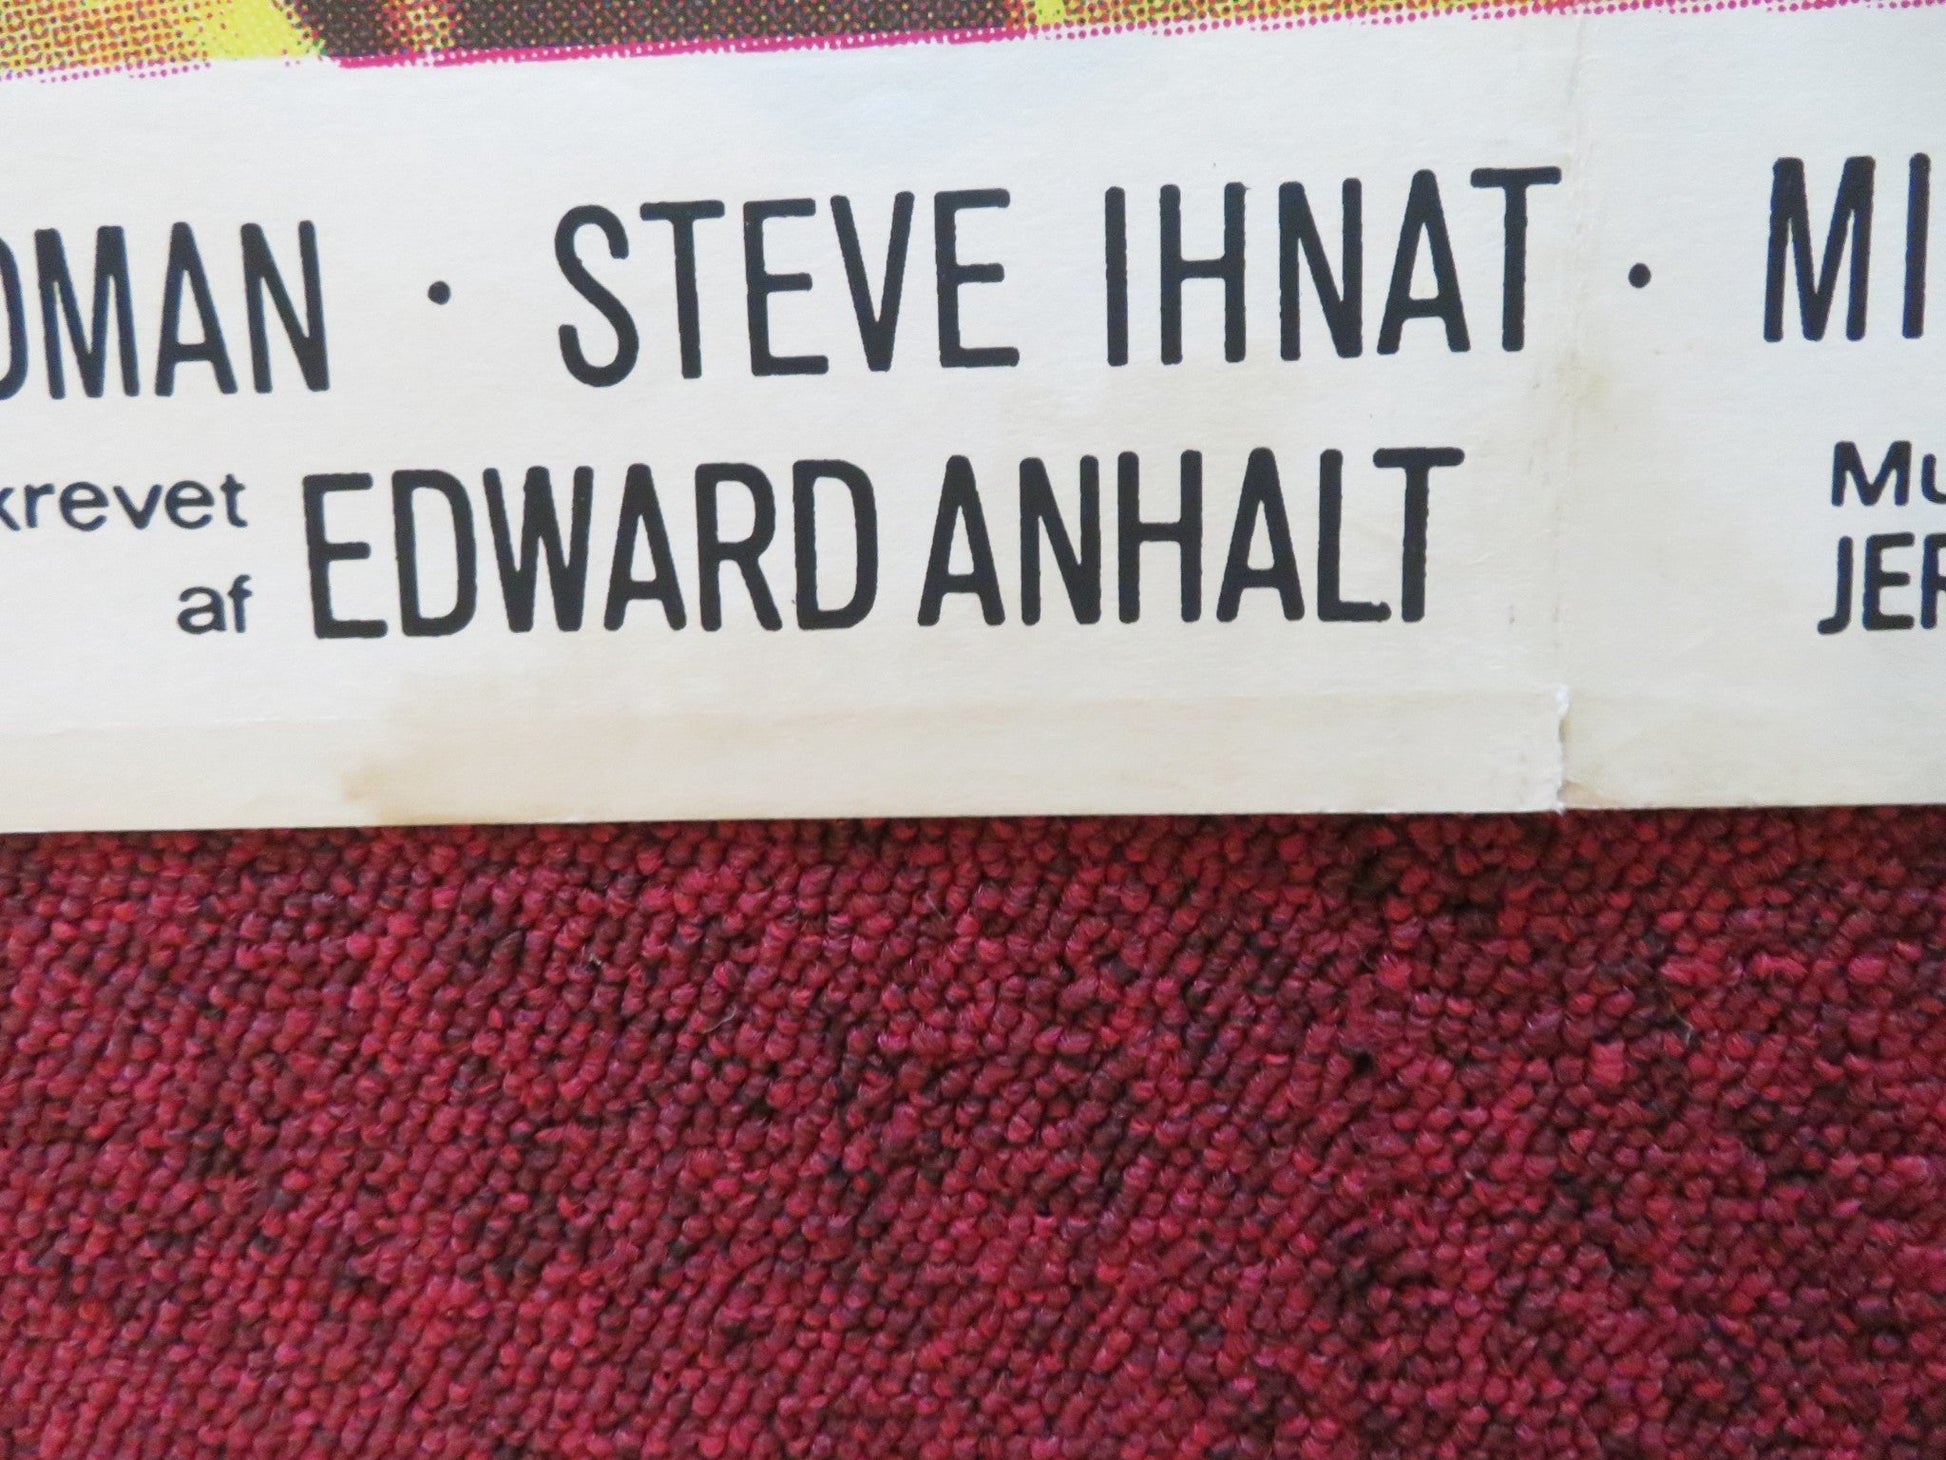 OMAN · STEVE IHNAT · MI
krevet EDWARD ANHALT Mu
af JER